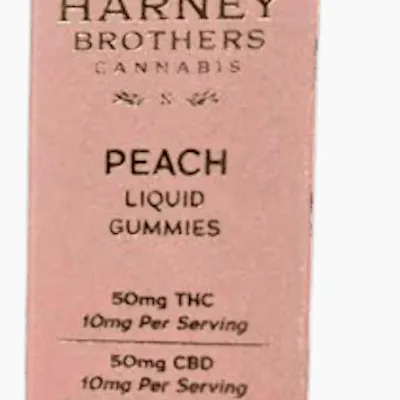 HARNEY
BROTHERS
CANNABIS
PEACH
LIQUID
GUMMIES
50mg THC
10mg Per Serving
50mg CBD
10mg Per Serving